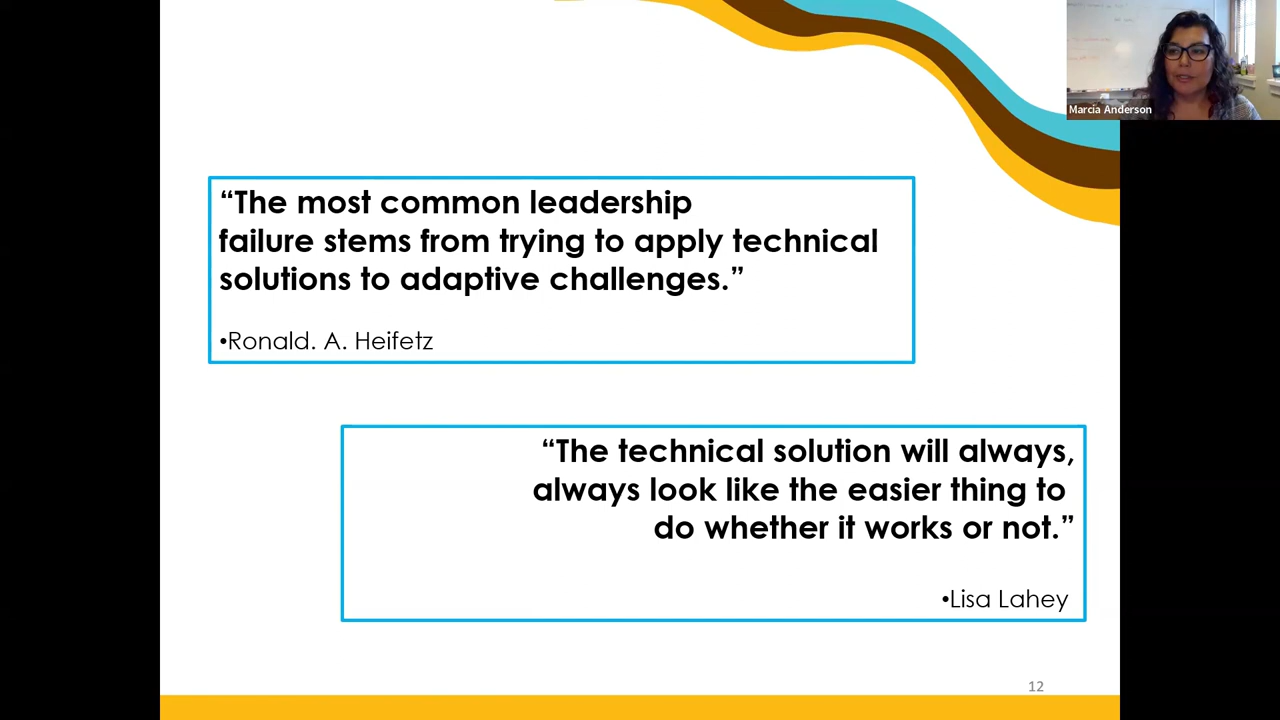 Marcia Anderson
“The most common leadership
failure stems from trying to apply technical
solutions to adaptive challenges.”
•Ronald. A. Heifetz
“The technical solution will always,
always look like the easier thing to
do whether it works or not.”
•Lisa Lahey
12